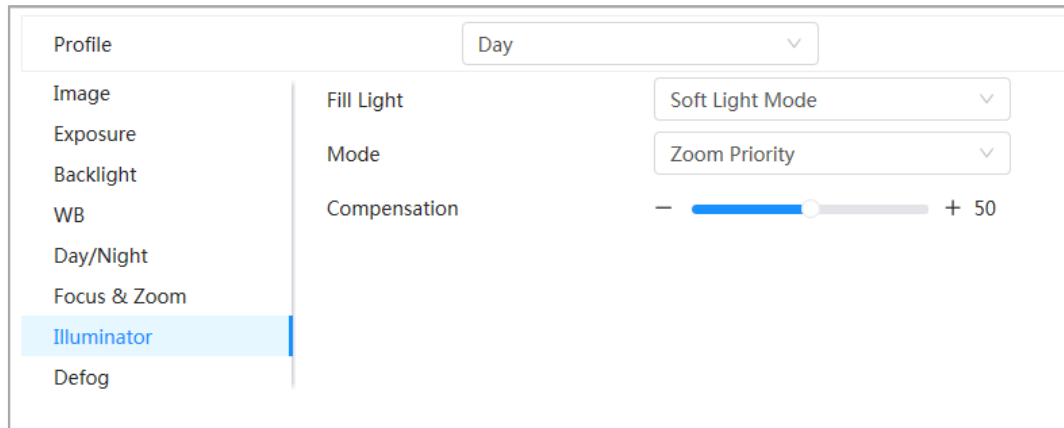 Profile Day
Image
Exposure
Backlight
WB
Day/Night
Focus & Zoom
Illuminator
Defog
Fill Light Soft Light Mode
Mode Zoom Priority
Compensation − + 50